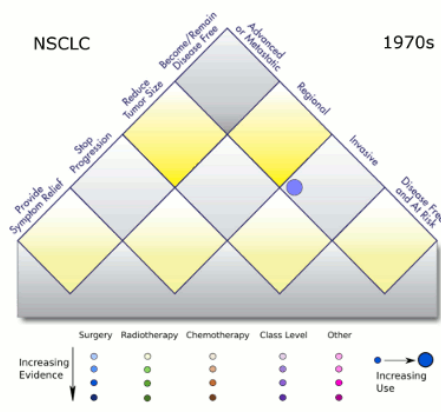 NSCLC
1970s
Become/Remain
Disease Free
Advanced
or Metastatic
Reduce
Tumor Size
Regional
Stop
Progression
Invasive
Provide
Symptom Relief
Disease Free
and At Risk
Surgery Radiotherapy Chemotherapy Class Level Other
Increasing
Evidence
Increasing
Use